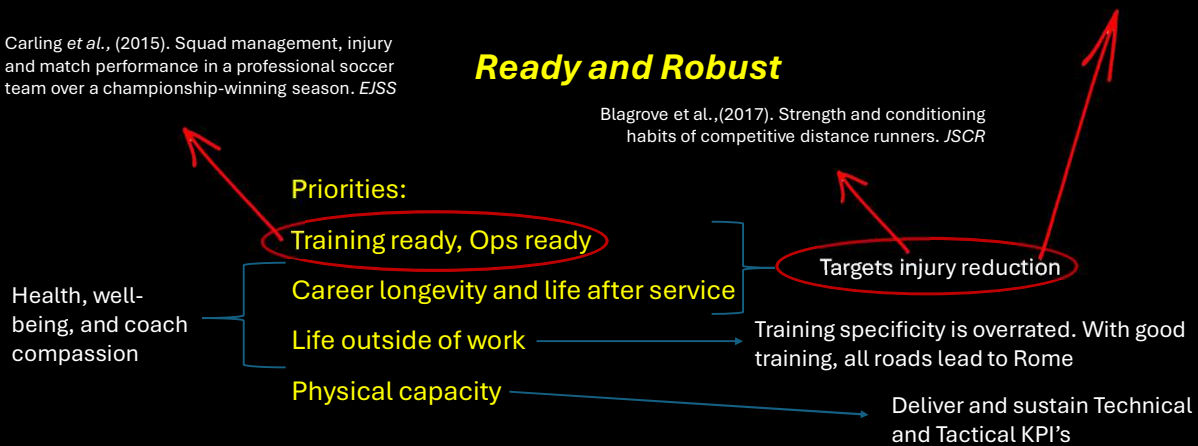 Carling et al., (2015). Squad management, injury
and match performance in a professional soccer
team over a championship-winning season. EJSS
Ready and Robust
Blagrove et al.,(2017). Strength and conditioning
habits of competitive distance runners. JSCR
Priorities:
Training ready, Ops ready
Career longevity and life after service
Life outside of work
Physical capacity
Health, well-
being, and coach
compassion
Targets injury reduction
Training specificity is overrated. With good
training, all roads lead to Rome
Deliver and sustain Technical
and Tactical KPI's